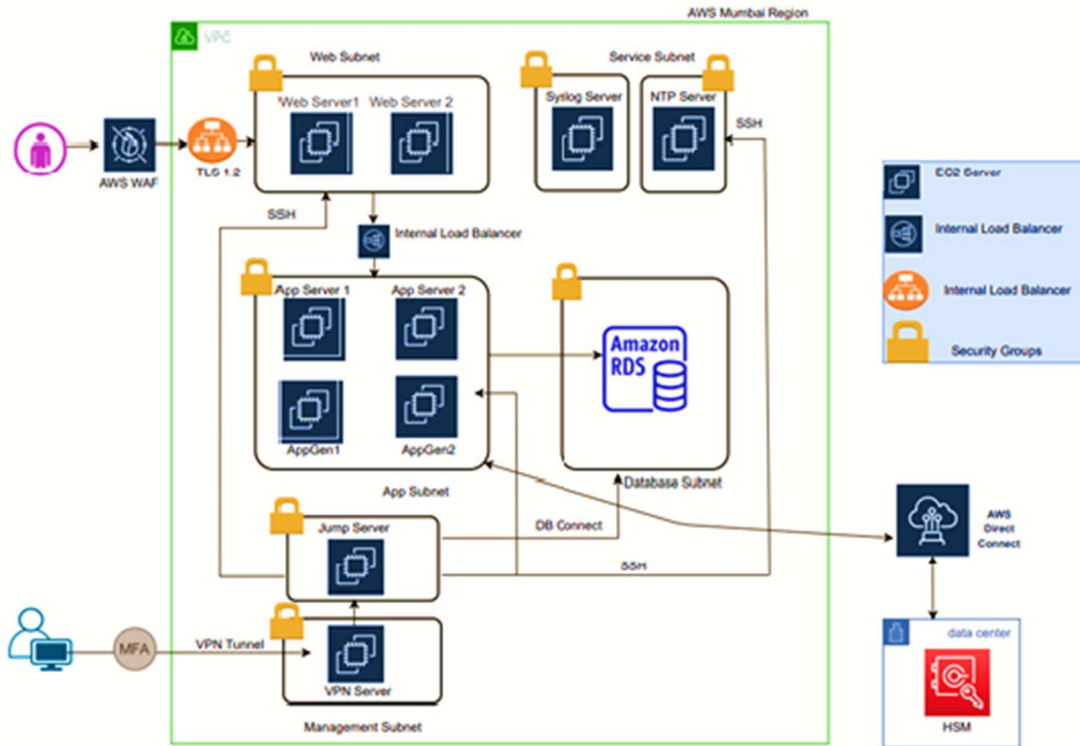 AWS Mumbai Region
VPC
Web Subnet
Service Subnet
Web Server1
Web Server 2
Syslog Server
NTP Server
SSH
AWS WAF
TLS 1.2
EC2 Server
SSH
Internal Load Balancer
Internal Load Balancer
App Server 1
App Server 2
Internal Load Balancer
Amazon
RDS
Security Groups
AppGen1
AppGen2
App Subnet
Database Subnet
Jump Server
DB Connect
AWS
Direct
Connect
SSH
MFA
VPN Tunnel
data center
VPN Server
Management Subnet
HSM